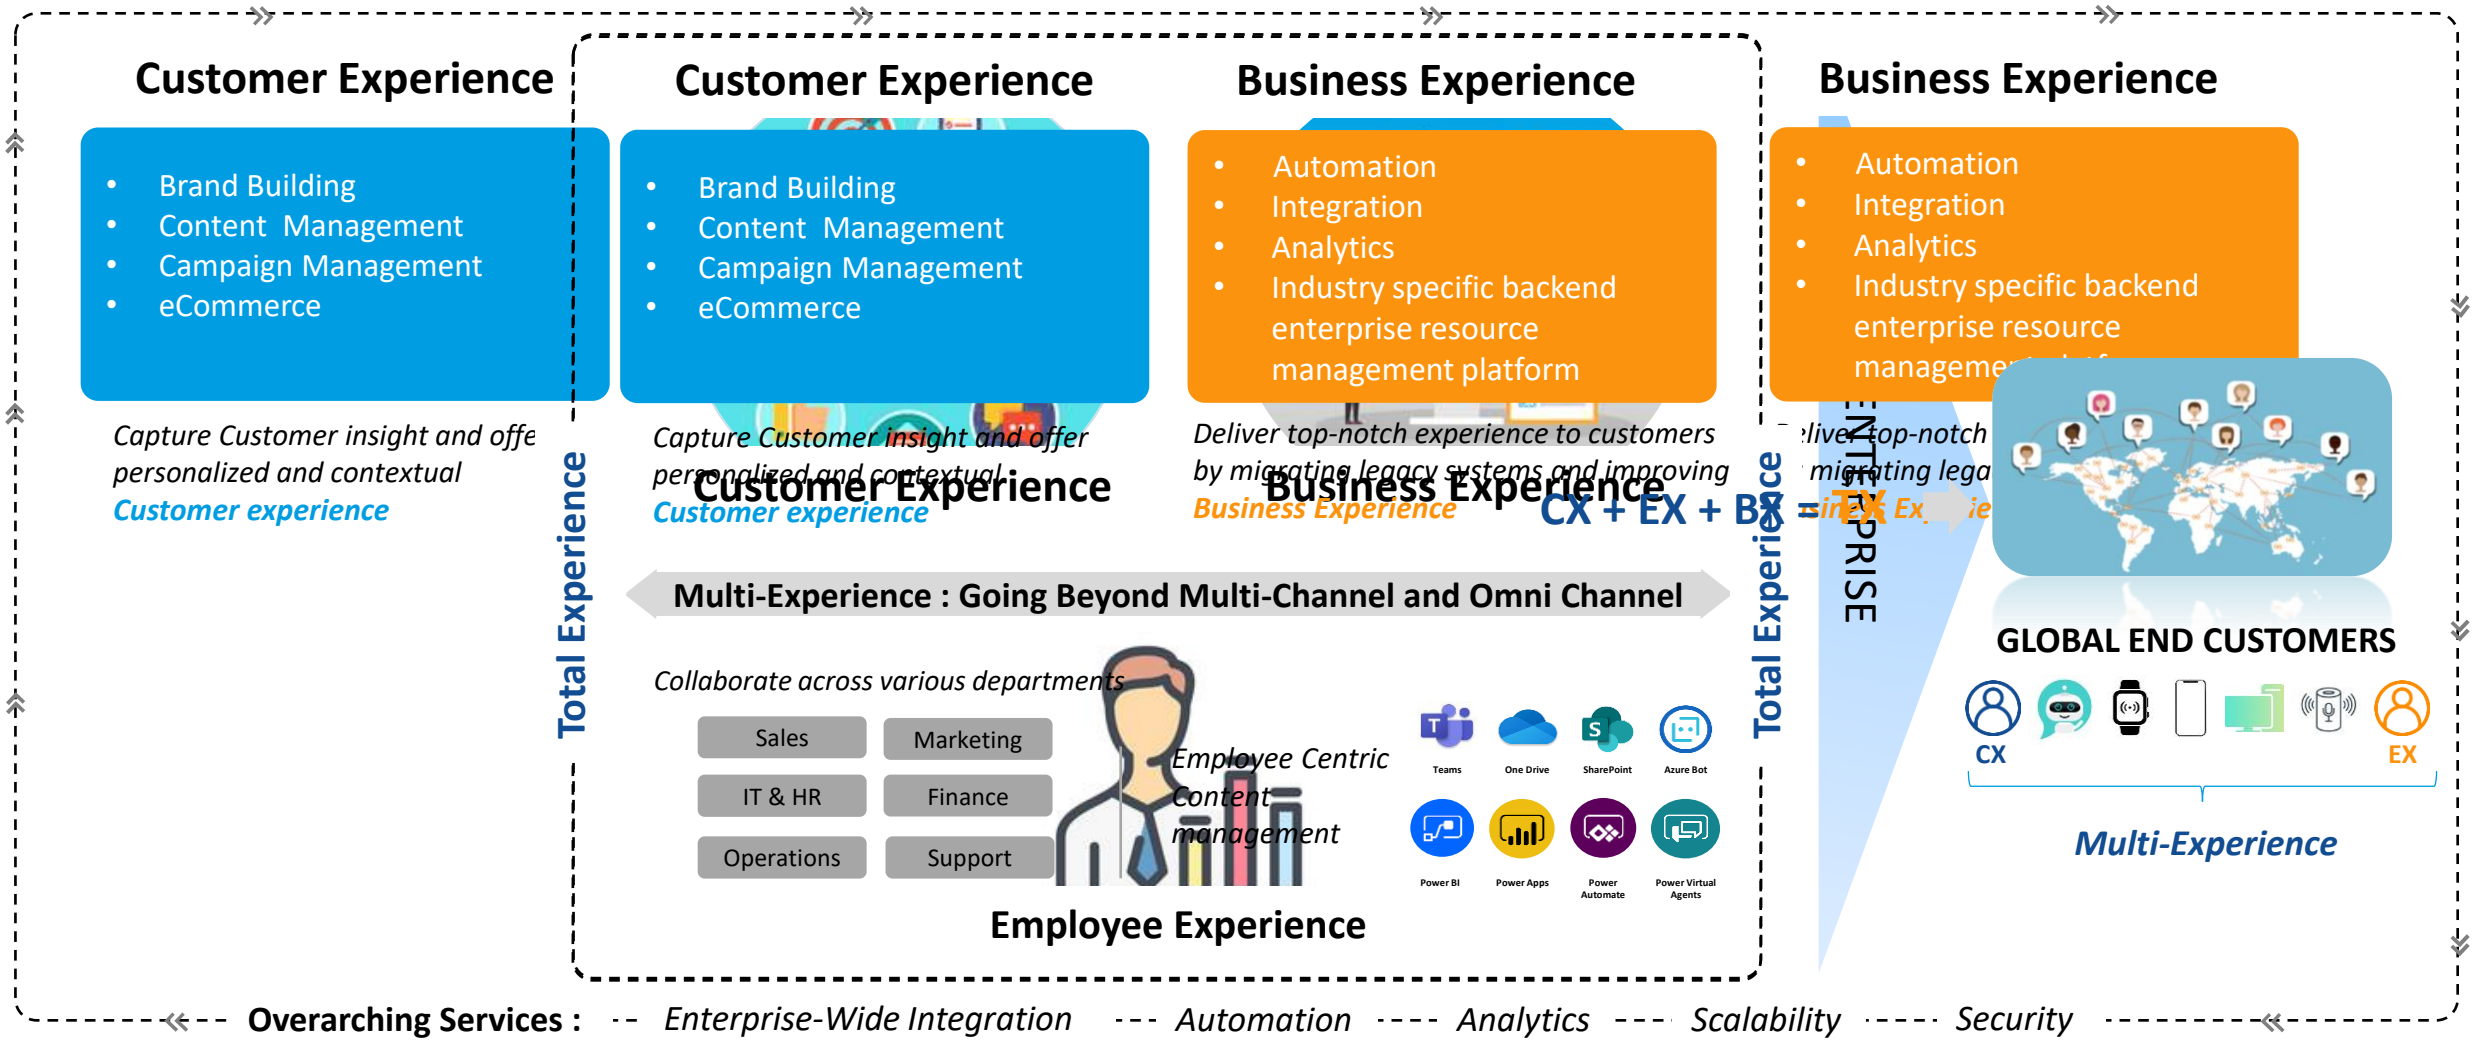 Customer Experience
Customer Experience
Business Experience
Business Experience
• Brand Building
• Content Management
• Campaign Management
• eCommerce
• Brand Building
• Content Management
• Campaign Management
• eCommerce
• Automation
• Integration
• Analytics
• Industry specific backend
enterprise resource
management platform
• Automation
• Integration
• Analytics
• Industry specific backend
enterprise resource
Capture Customer insight and offe
personalized and contextual
Customer experience
Capture Customer insight and offer
personalized and contextual
Customer experience
Customer Experience
Deliver top-notch experience to customers
by migrating legacy systems and improving
Business Experience
Business Experience
top-notch
migrating lega
CX + EX + BX = TX
ENTERPRISE
Total Experience
Total Experience
Multi-Experience : Going Beyond Multi-Channel and Omni Channel
Collaborate across various departments
Sales
Marketing
IT & HR
Finance
Operations
Support
Employee Centric
Content
management
T
S
Teams
One Drive
SharePoint
Azure Bot
Power BI
Power Apps
Power
Automate
Power Virtual
Agents
Employee Experience
GLOBAL END CUSTOMERS
CX
EX
Multi-Experience
Overarching Services : Enterprise-Wide Integration Automation Analytics Scalability Security